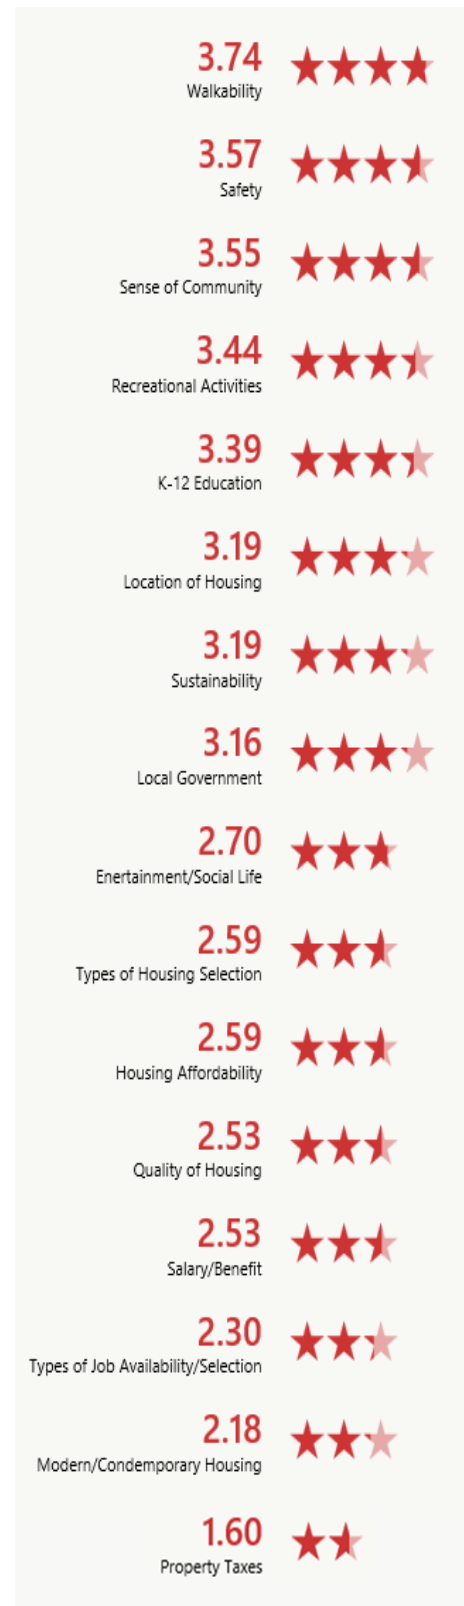 3.74
Walkability
3.57
Safety
3.55
Sense of Community
3.44
Recreational Activities
3.39
K-12 Education
3.19
Location of Housing
3.19
Sustainability
3.16
Local Government
2.70
Enertainment/Social Life
2.59
Types of Housing Selection
2.59
Housing Affordability
2.53
Quality of Housing
2.53
Salary/Benefit
2.30
Types of Job Availability/Selection
2.18
Modern/Condemporary Housing
1.60
Property Taxes